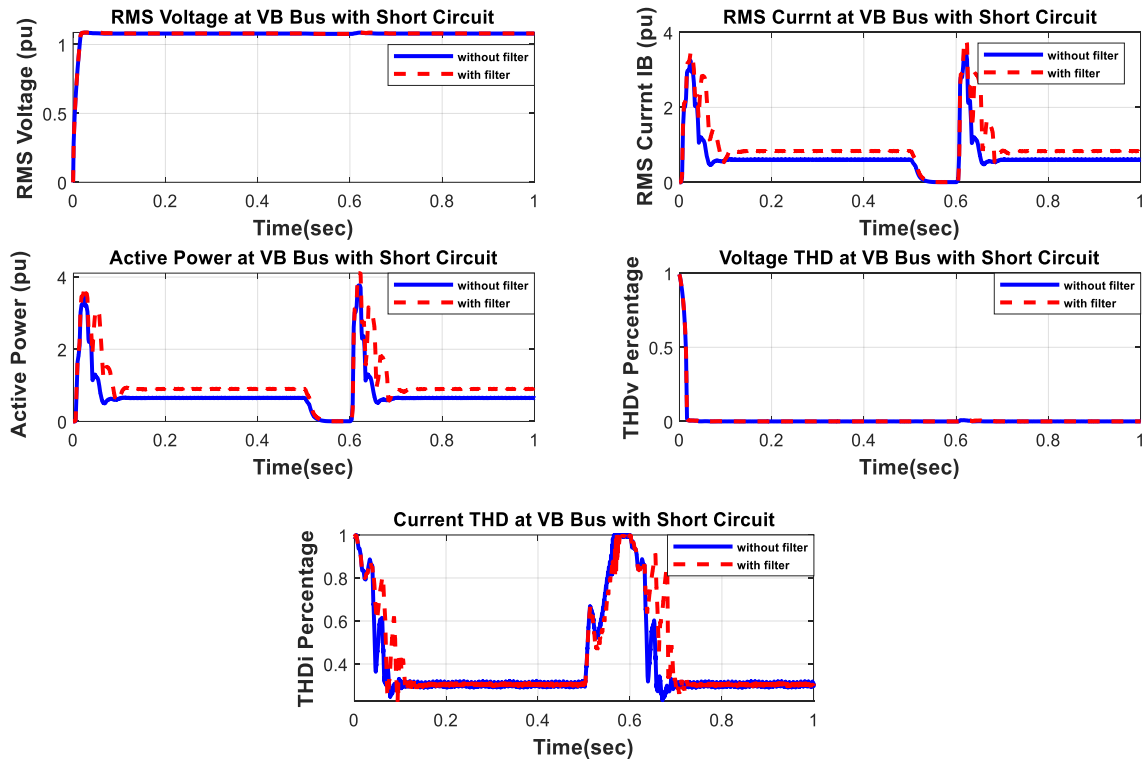 RMS Voltage at VB Bus with Short Circuit
RMS Voltage (pu)
1
0.5
0
without filter
with filter
0
0.2
0.4
0.6
0.8
1
Time(sec)
RMS Currnt at VB Bus with Short Circuit
RMS Currnt IB (pu)
4
2
0
without filter
with filter
0
0.2
0.4
0.6
0.8
1
Time(sec)
Active Power at VB Bus with Short Circuit
Active Power (pu)
4
2
0
without filter
with filter
0
0.2
0.4
0.6
0.8
1
Time(sec)
Voltage THD at VB Bus with Short Circuit
THDv Percentage
1
0.5
0
without filter
with filter
0
0.2
0.4
0.6
0.8
1
Time(sec)
Current THD at VB Bus with Short Circuit
THDi Percentage
1
0.8
0.6
0.4
without filter
with filter
0
0.2
0.4
0.6
0.8
1
Time(sec)